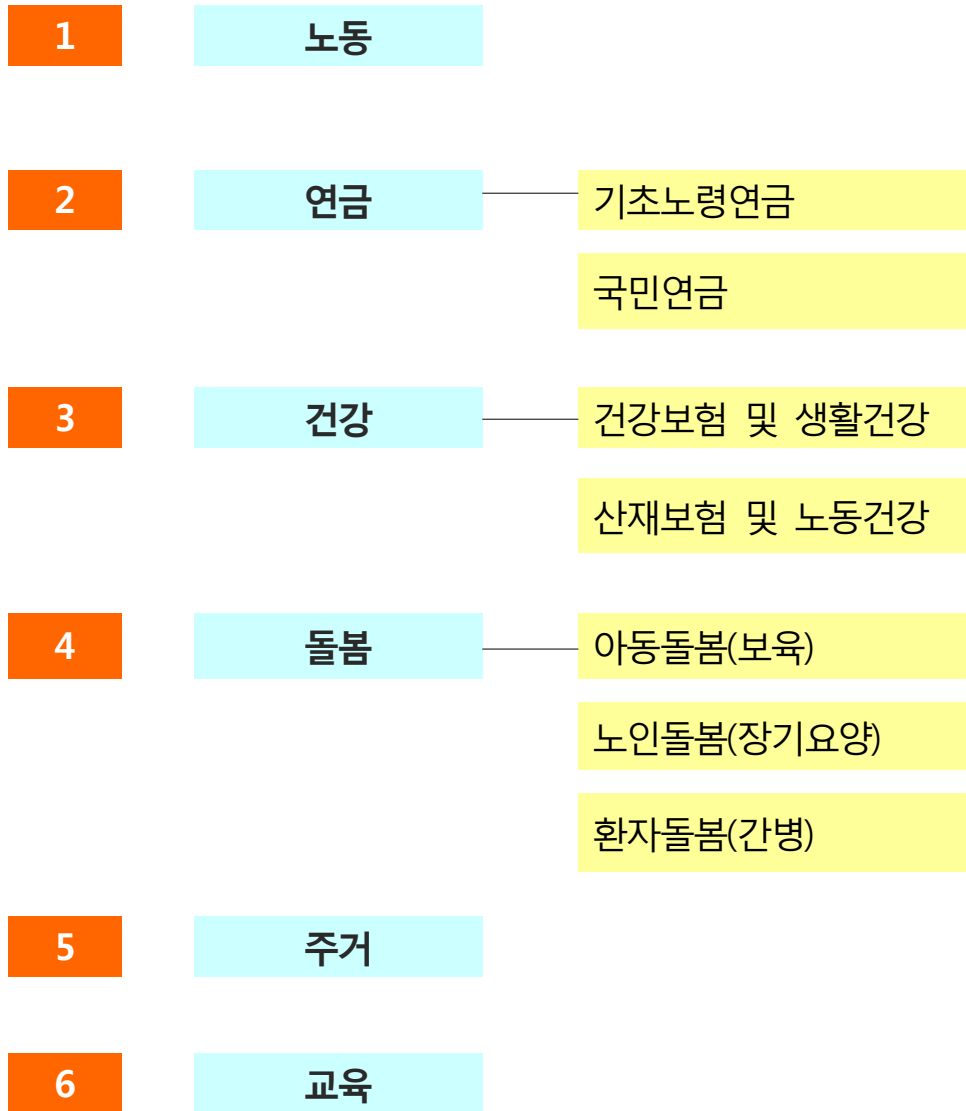 1 노동
2 연금 기초노령연금
국민연금
3 건강 건강보험 및 생활건강
산재보험 및 노동건강
4 돌봄 아동돌봄(보육)
노인돌봄(장기요양)
환자돌봄(간병)
5 주거
6 교육